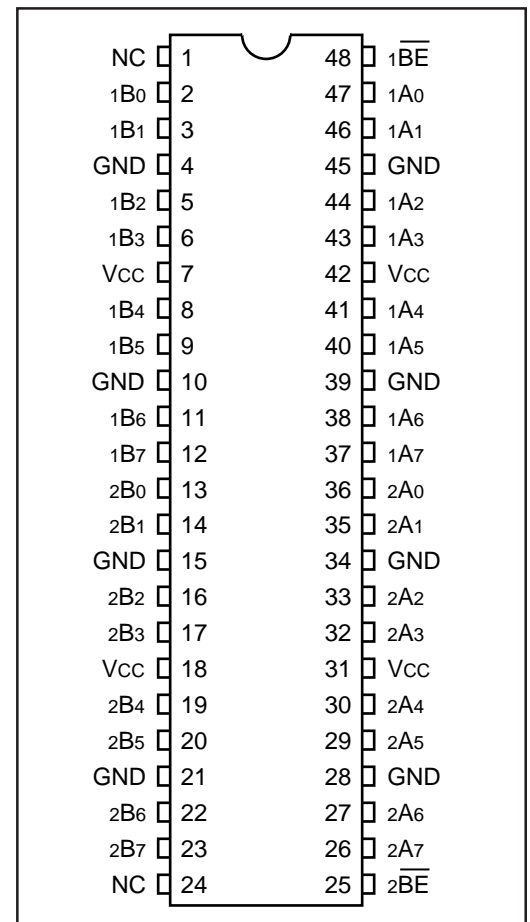 NC 1 48 1B̅E̅
1B0 2 47 1A0
1B1 3 46 1A1
GND 4 45 GND
1B2 5 44 1A2
1B3 6 43 1A3
VCC 7 42 VCC
1B4 8 41 1A4
1B5 9 40 1A5
GND 10 39 GND
1B6 11 38 1A6
1B7 12 37 1A7
2B0 13 36 2A0
2B1 14 35 2A1
GND 15 34 GND
2B2 16 33 2A2
2B3 17 32 2A3
VCC 18 31 VCC
2B4 19 30 2A4
2B5 20 29 2A5
GND 21 28 GND
2B6 22 27 2A6
2B7 23 26 2A7
NC 24 25 2B̅E̅